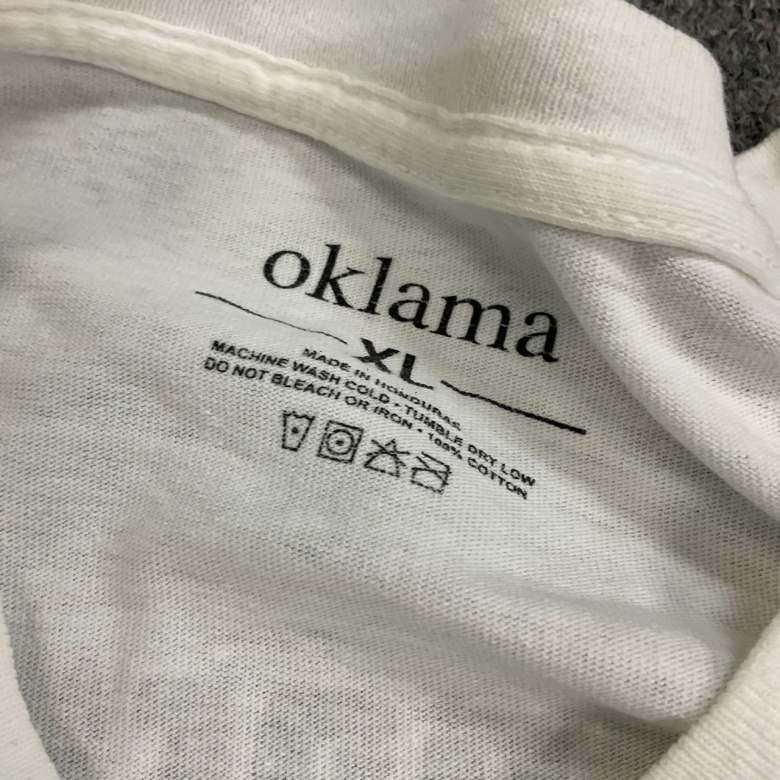 oklama
XL
MADE IN HONDURAS
MACHINE WASH COLD • TUMBLE DRY LOW
DO NOT BLEACH OR IRON • 100% COTTON